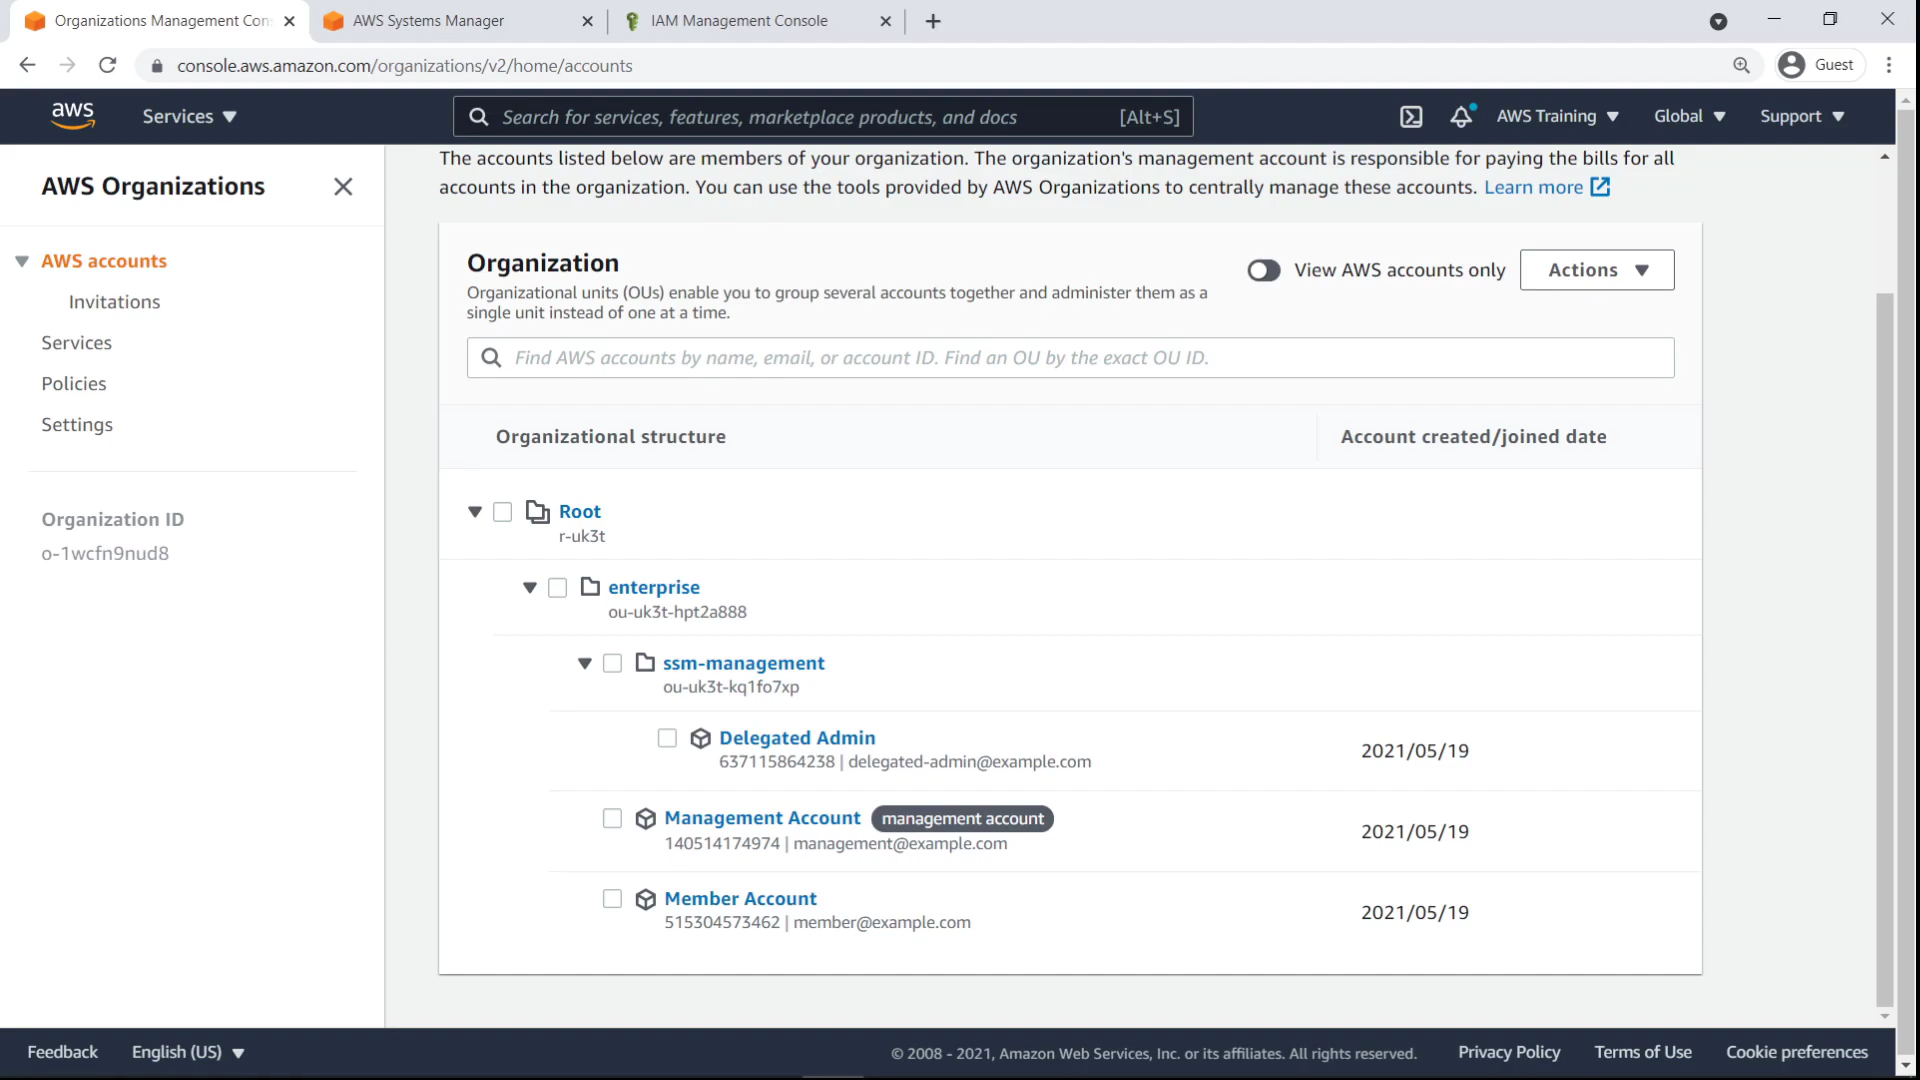 Organizations Management Con
AWS Systems Manager
IAM Management Console
console.aws.amazon.com/organizations/v2/home/accounts
Guest
aws
Services
Search for services, features, marketplace products, and docs
[Alt+S]
AWS Training
Global
Support
AWS Organizations
AWS accounts
Invitations
Services
Policies
Settings
Organization ID
o-1wcfn9nud8
The accounts listed below are members of your organization. The organization's management account is responsible for paying the bills for all
accounts in the organization. You can use the tools provided by AWS Organizations to centrally manage these accounts. Learn more
Organization
Organizational units (OUs) enable you to group several accounts together and administer them as a
single unit instead of one at a time.
View AWS accounts only
Actions
Find AWS accounts by name, email, or account ID. Find an OU by the exact OU ID.
Organizational structure
Account created/joined date
Root
r-uk3t
enterprise
ou-uk3t-hpt2a888
ssm-management
ou-uk3t-kq1fo7xp
Delegated Admin
637115864238 | delegated-admin@example.com
2021/05/19
Management Account management account
140514174974 | management@example.com
2021/05/19
Member Account
515304573462 | member@example.com
2021/05/19
Feedback
English (US)
© 2008 - 2021, Amazon Web Services, Inc. or its affiliates. All rights reserved.
Privacy Policy
Terms of Use
Cookie preferences